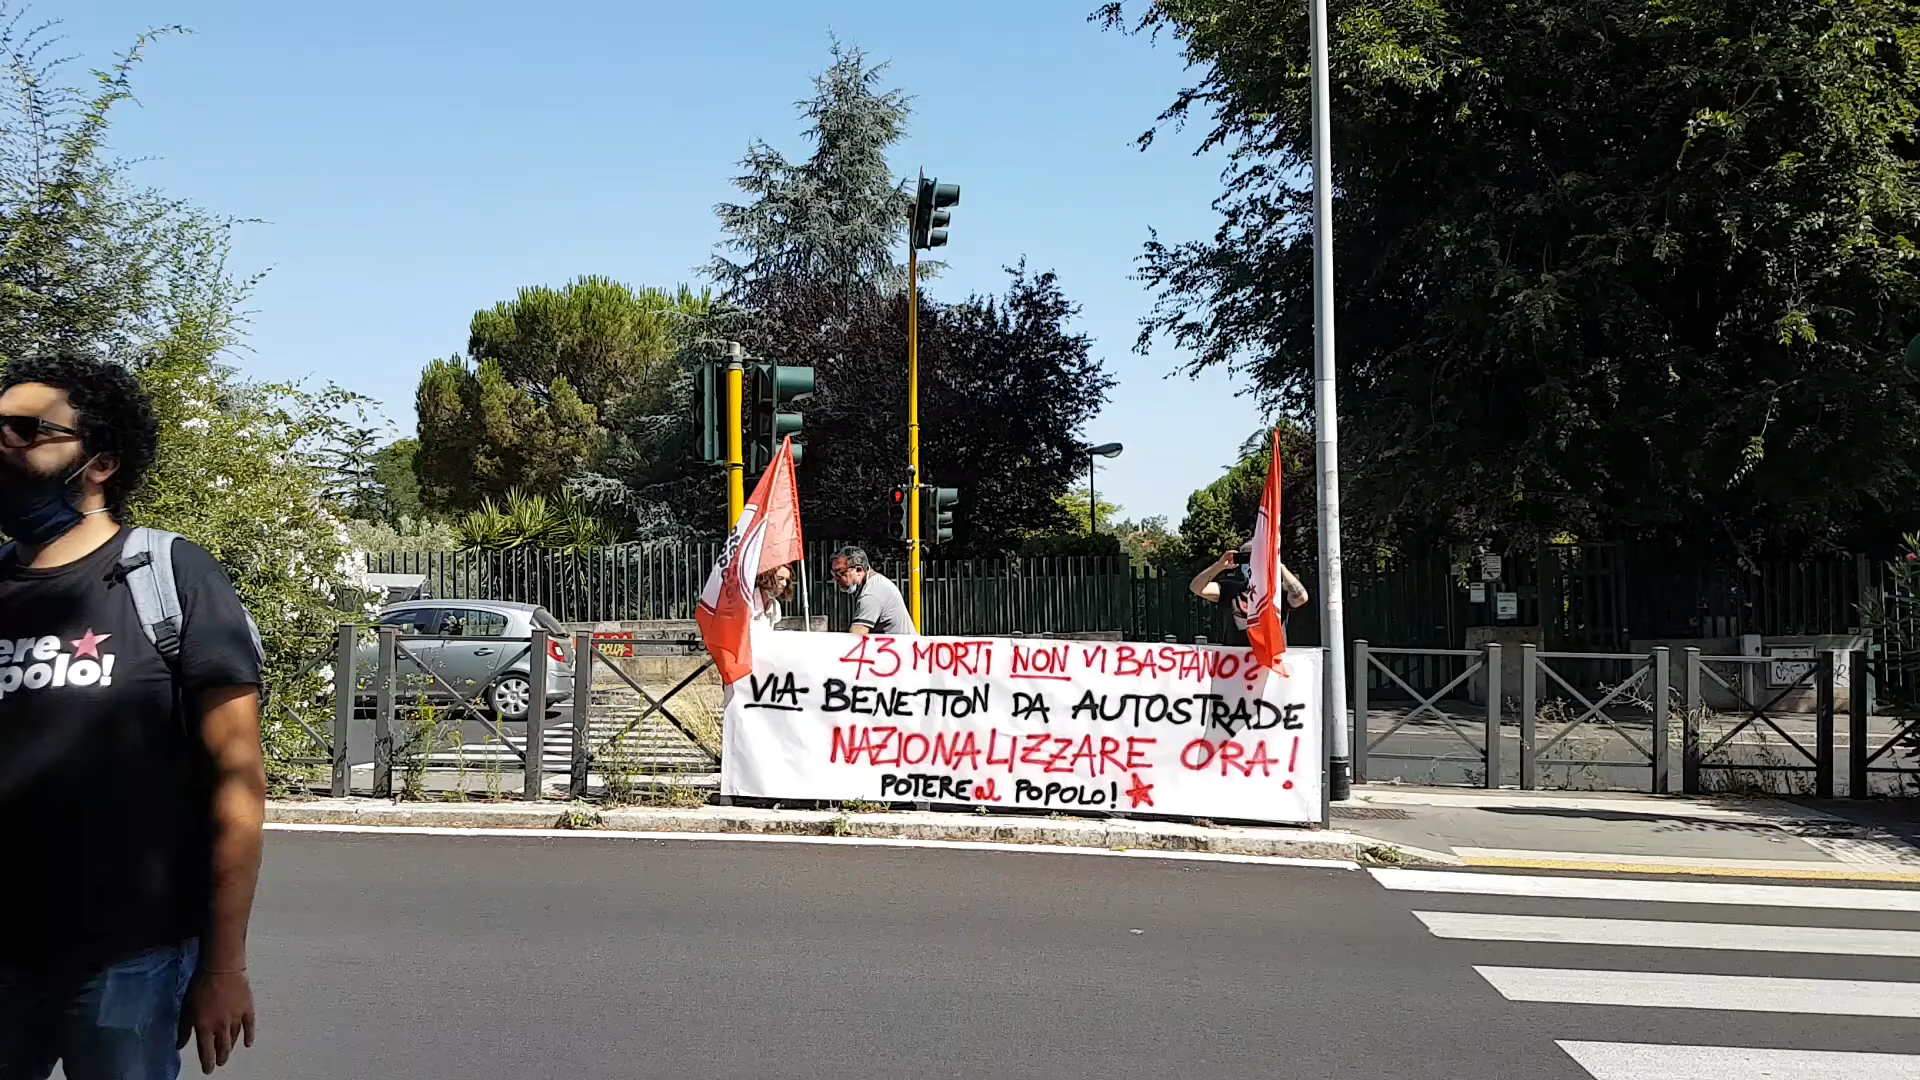 43 MORTI NON VI BASTANO?
VIA BENETTON DA AUTOSTRADE
NAZIONALIZZARE ORA!
POTERE al POPOLO!
ere
polo!